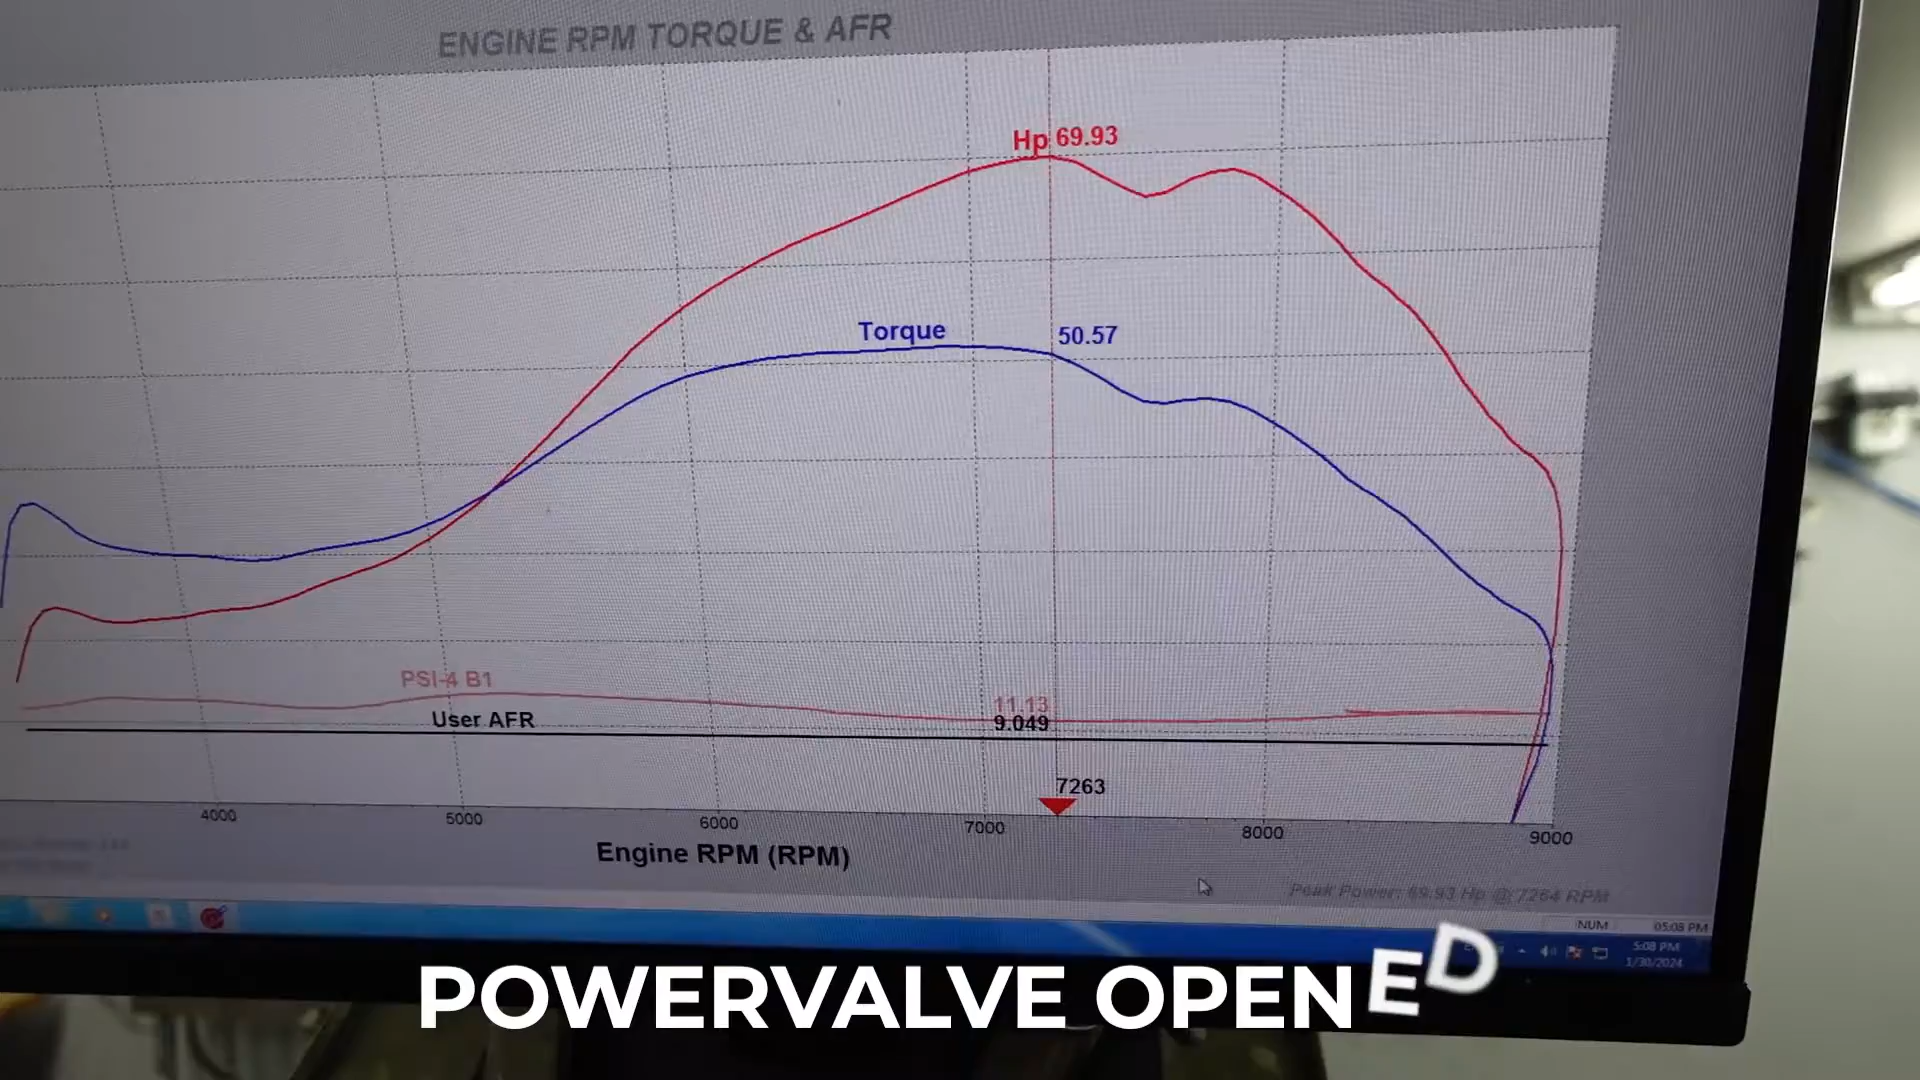 ENGINE RPM TORQUE & AFR
Hp 69.93
Torque 50.57
PSI-4 B1 11.13
User AFR 9.049
7263
4000 5000 6000 7000 8000 9000
Engine RPM (RPM)
Peak Power: 69.93 Hp @ 7264 RPM
NUM 05:08 PM
5:08 PM
1/30/2024
POWERVALVE OPENED